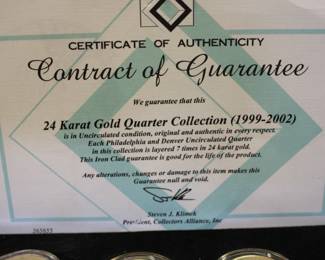 CERTIFICATE OF AUTHENTICITY
Contract of Guarantee
We guarantee that this
24 Karat Gold Quarter Collection (1999-2002)
is in Uncirculated condition, original and authentic in every respect.
Each Philadelphia and Denver Uncirculated Quarter
in this collection is layered 7 times in 24 karat gold.
This Iron Clad guarantee is good for the life of the product.
Any alterations, changes or damage to this item makes this
Guarantee null and void.
Steven J. Klimek
President, Collectors Alliance, Inc
265653